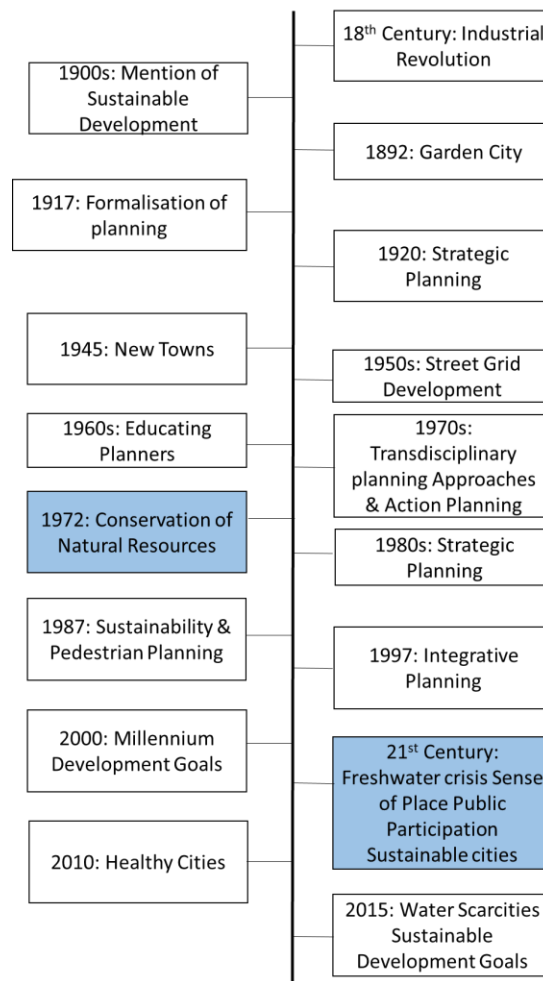 18th Century: Industrial
Revolution
1900s: Mention of
Sustainable
Development
1892: Garden City
1917: Formalisation of
planning
1920: Strategic
Planning
1945: New Towns
1950s: Street Grid
Development
1960s: Educating
Planners
1970s:
Transdisciplinary
planning Approaches
& Action Planning
1972: Conservation of
Natural Resources
1980s: Strategic
Planning
1987: Sustainability &
Pedestrian Planning
1997: Integrative
Planning
2000: Millennium
Development Goals
21st Century:
Freshwater crisis Sense
of Place Public
Participation
Sustainable cities
2010: Healthy Cities
2015: Water Scarcities
Sustainable
Development Goals